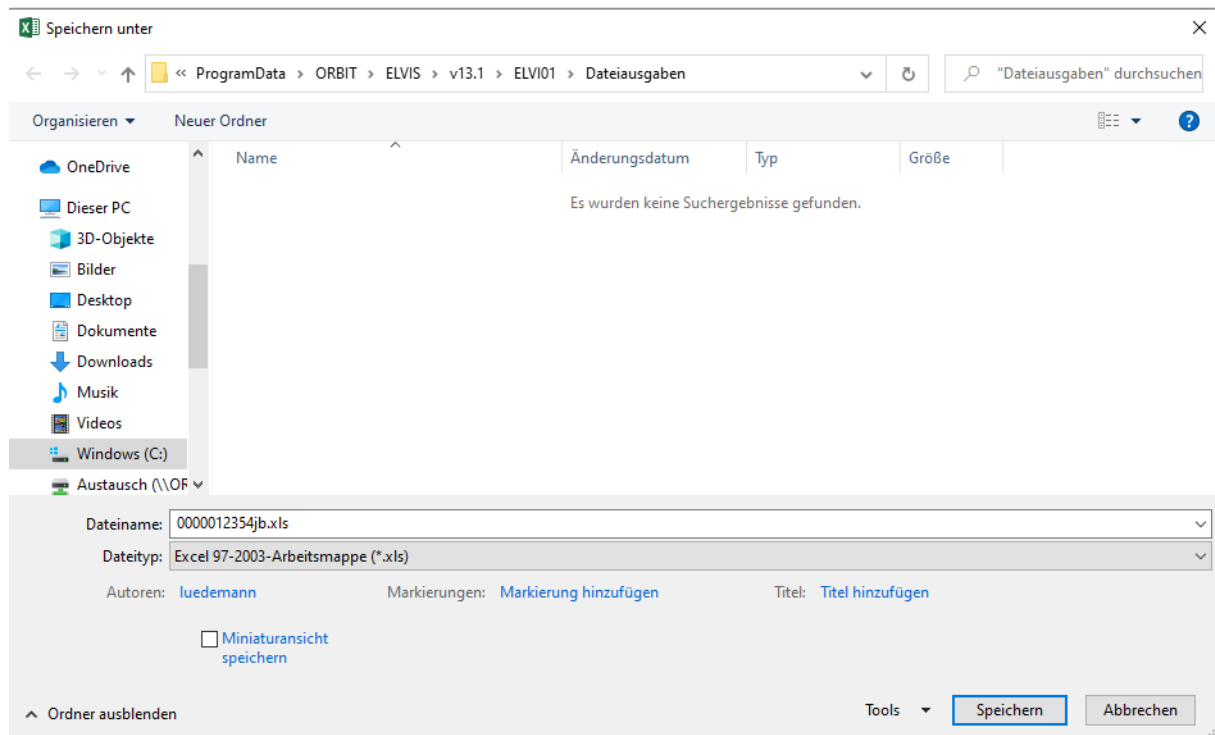 Speichern unter
« ProgramData > ORBIT > ELVIS > v13.1 > ELVI01 > Dateiausgaben
"Dateiausgaben" durchsuchen
Organisieren
Neuer Ordner
Name
Änderungsdatum
Typ
Größe
Es wurden keine Suchergebnisse gefunden.
OneDrive
Dieser PC
3D-Objekte
Bilder
Desktop
Dokumente
Downloads
Musik
Videos
Windows (C:)
Austausch (\\OR
Dateiname: 0000012354jb.xls
Dateityp: Excel 97-2003-Arbeitsmappe (*.xls)
Autoren: luedemann
Markierungen: Markierung hinzufügen
Titel: Titel hinzufügen
Miniaturansicht
speichern
Ordner ausblenden
Tools
Speichern
Abbrechen